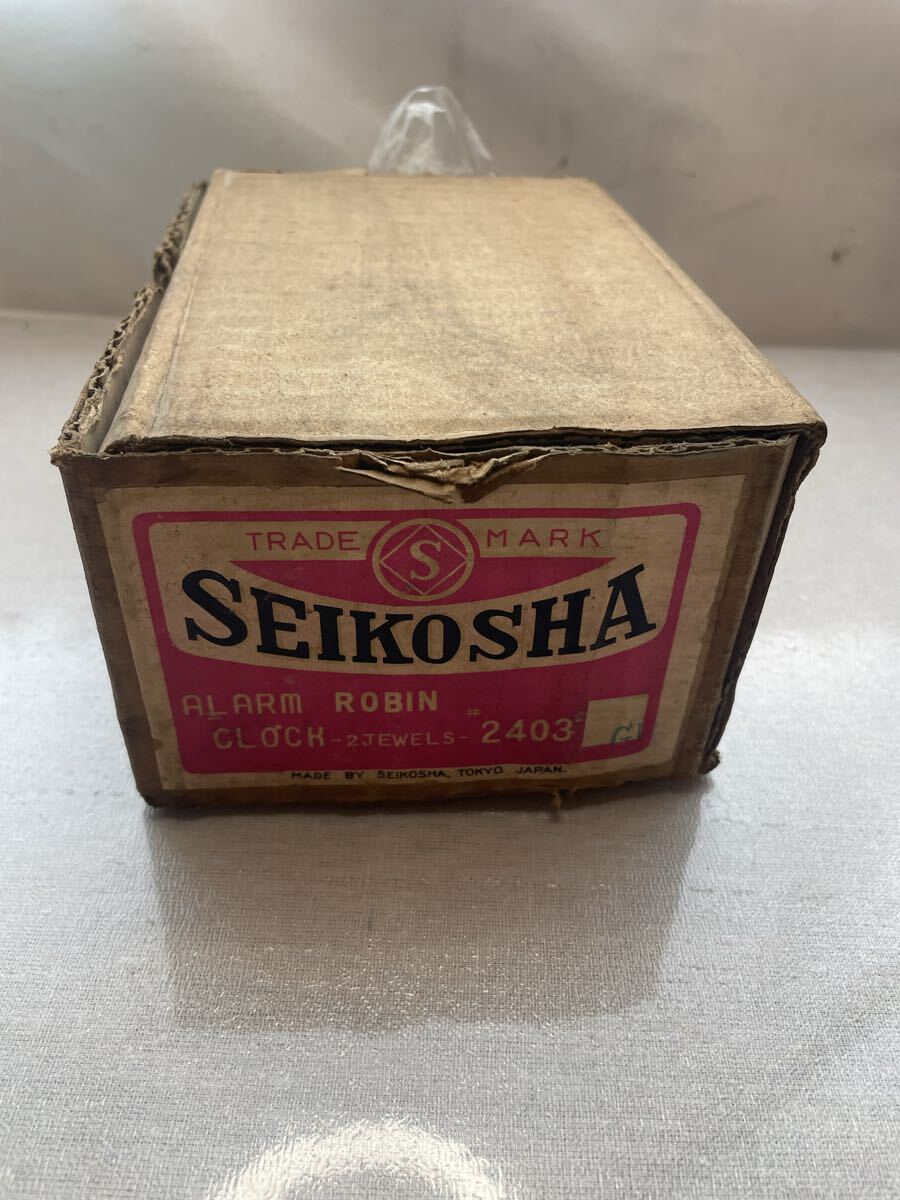 TRADE S MARK
SEIKOSHA
ALARM ROBIN
CLOCK -2JEWELS- #2403
MADE BY SEIKOSHA, TOKYO, JAPAN.